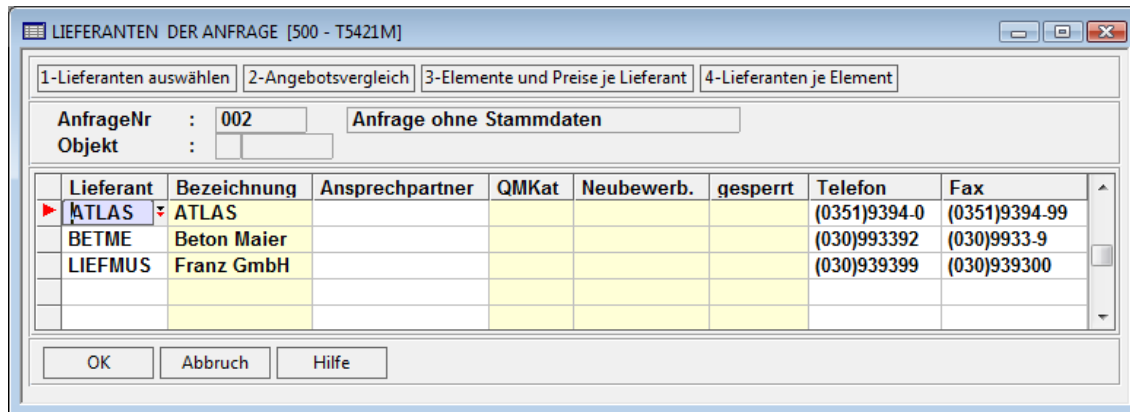 LIEFERANTEN DER ANFRAGE [500 - T5421M]
1-Lieferanten auswählen 2-Angebotsvergleich 3-Elemente und Preise je Lieferant 4-Lieferanten je Element
AnfrageNr : 002 Anfrage ohne Stammdaten
Objekt :
Lieferant Bezeichnung Ansprechpartner QMKat Neubewerb. gesperrt Telefon Fax
ATLAS ATLAS (0351)9394-0 (0351)9394-99
BETME Beton Maier (030)993392 (030)9933-9
LIEFMUS Franz GmbH (030)939399 (030)939300
OK Abbruch Hilfe